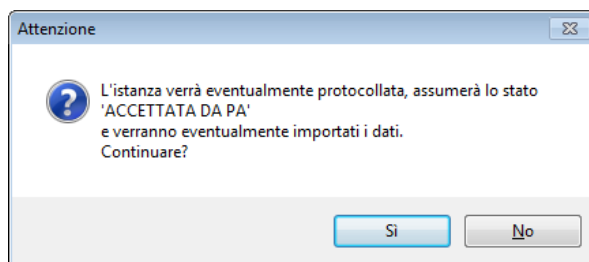 Attenzione
L'istanza verrà eventualmente protocollata, assumerà lo stato
'ACCETTATA DA PA'
e verranno eventualmente importati i dati.
Continuare?
Sì
No